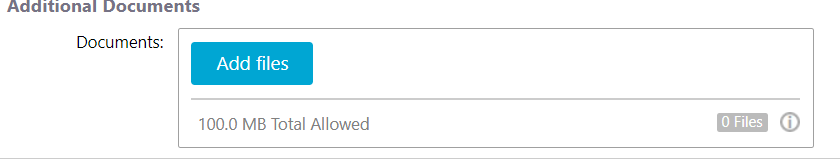 Additional Documents
Documents:
Add files
100.0 MB Total Allowed
0 Files